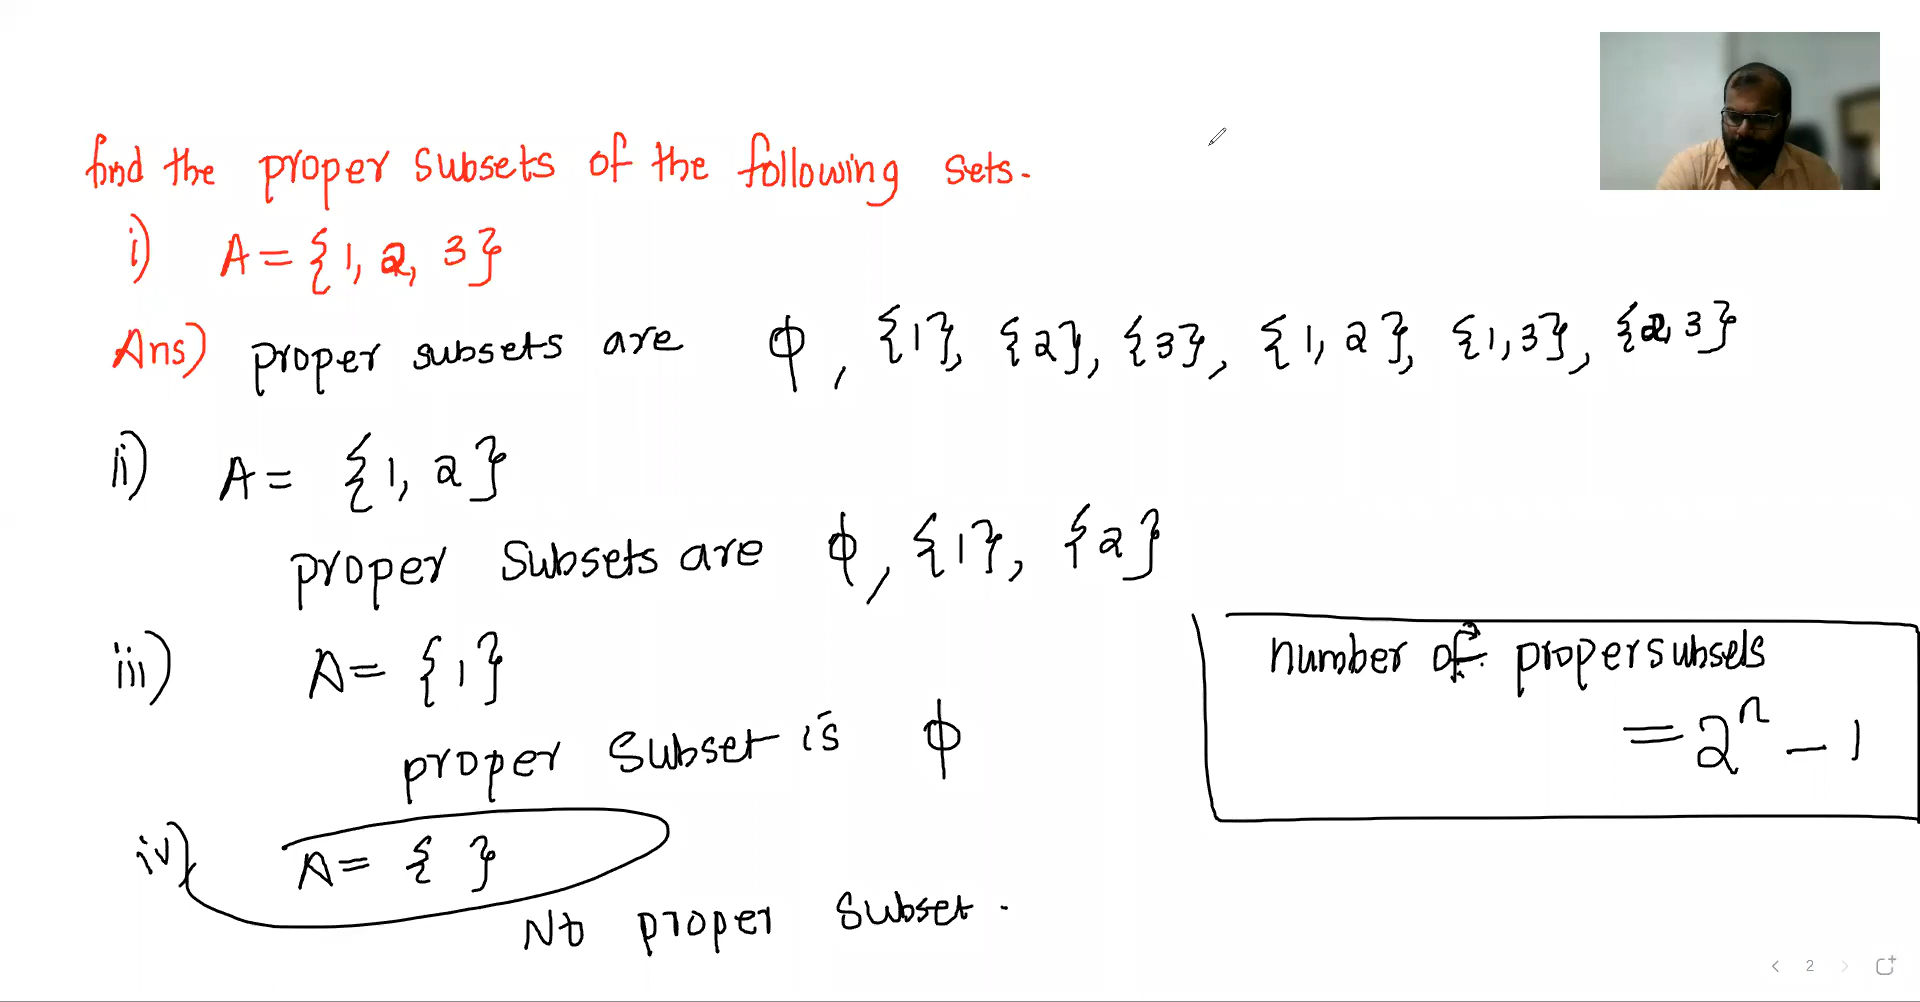 find the proper subsets of the following sets.
i) A = {1, 2, 3}
Ans) proper subsets are ϕ, {1}, {2}, {3}, {1, 2}, {1, 3}, {2, 3}
ii) A = {1, 2}
proper subsets are ϕ, {1}, {2}
iii) A = {1}
proper subset is ϕ
iv) A = { }
No proper subset.
number of proper subsets
= 2ⁿ - 1
2